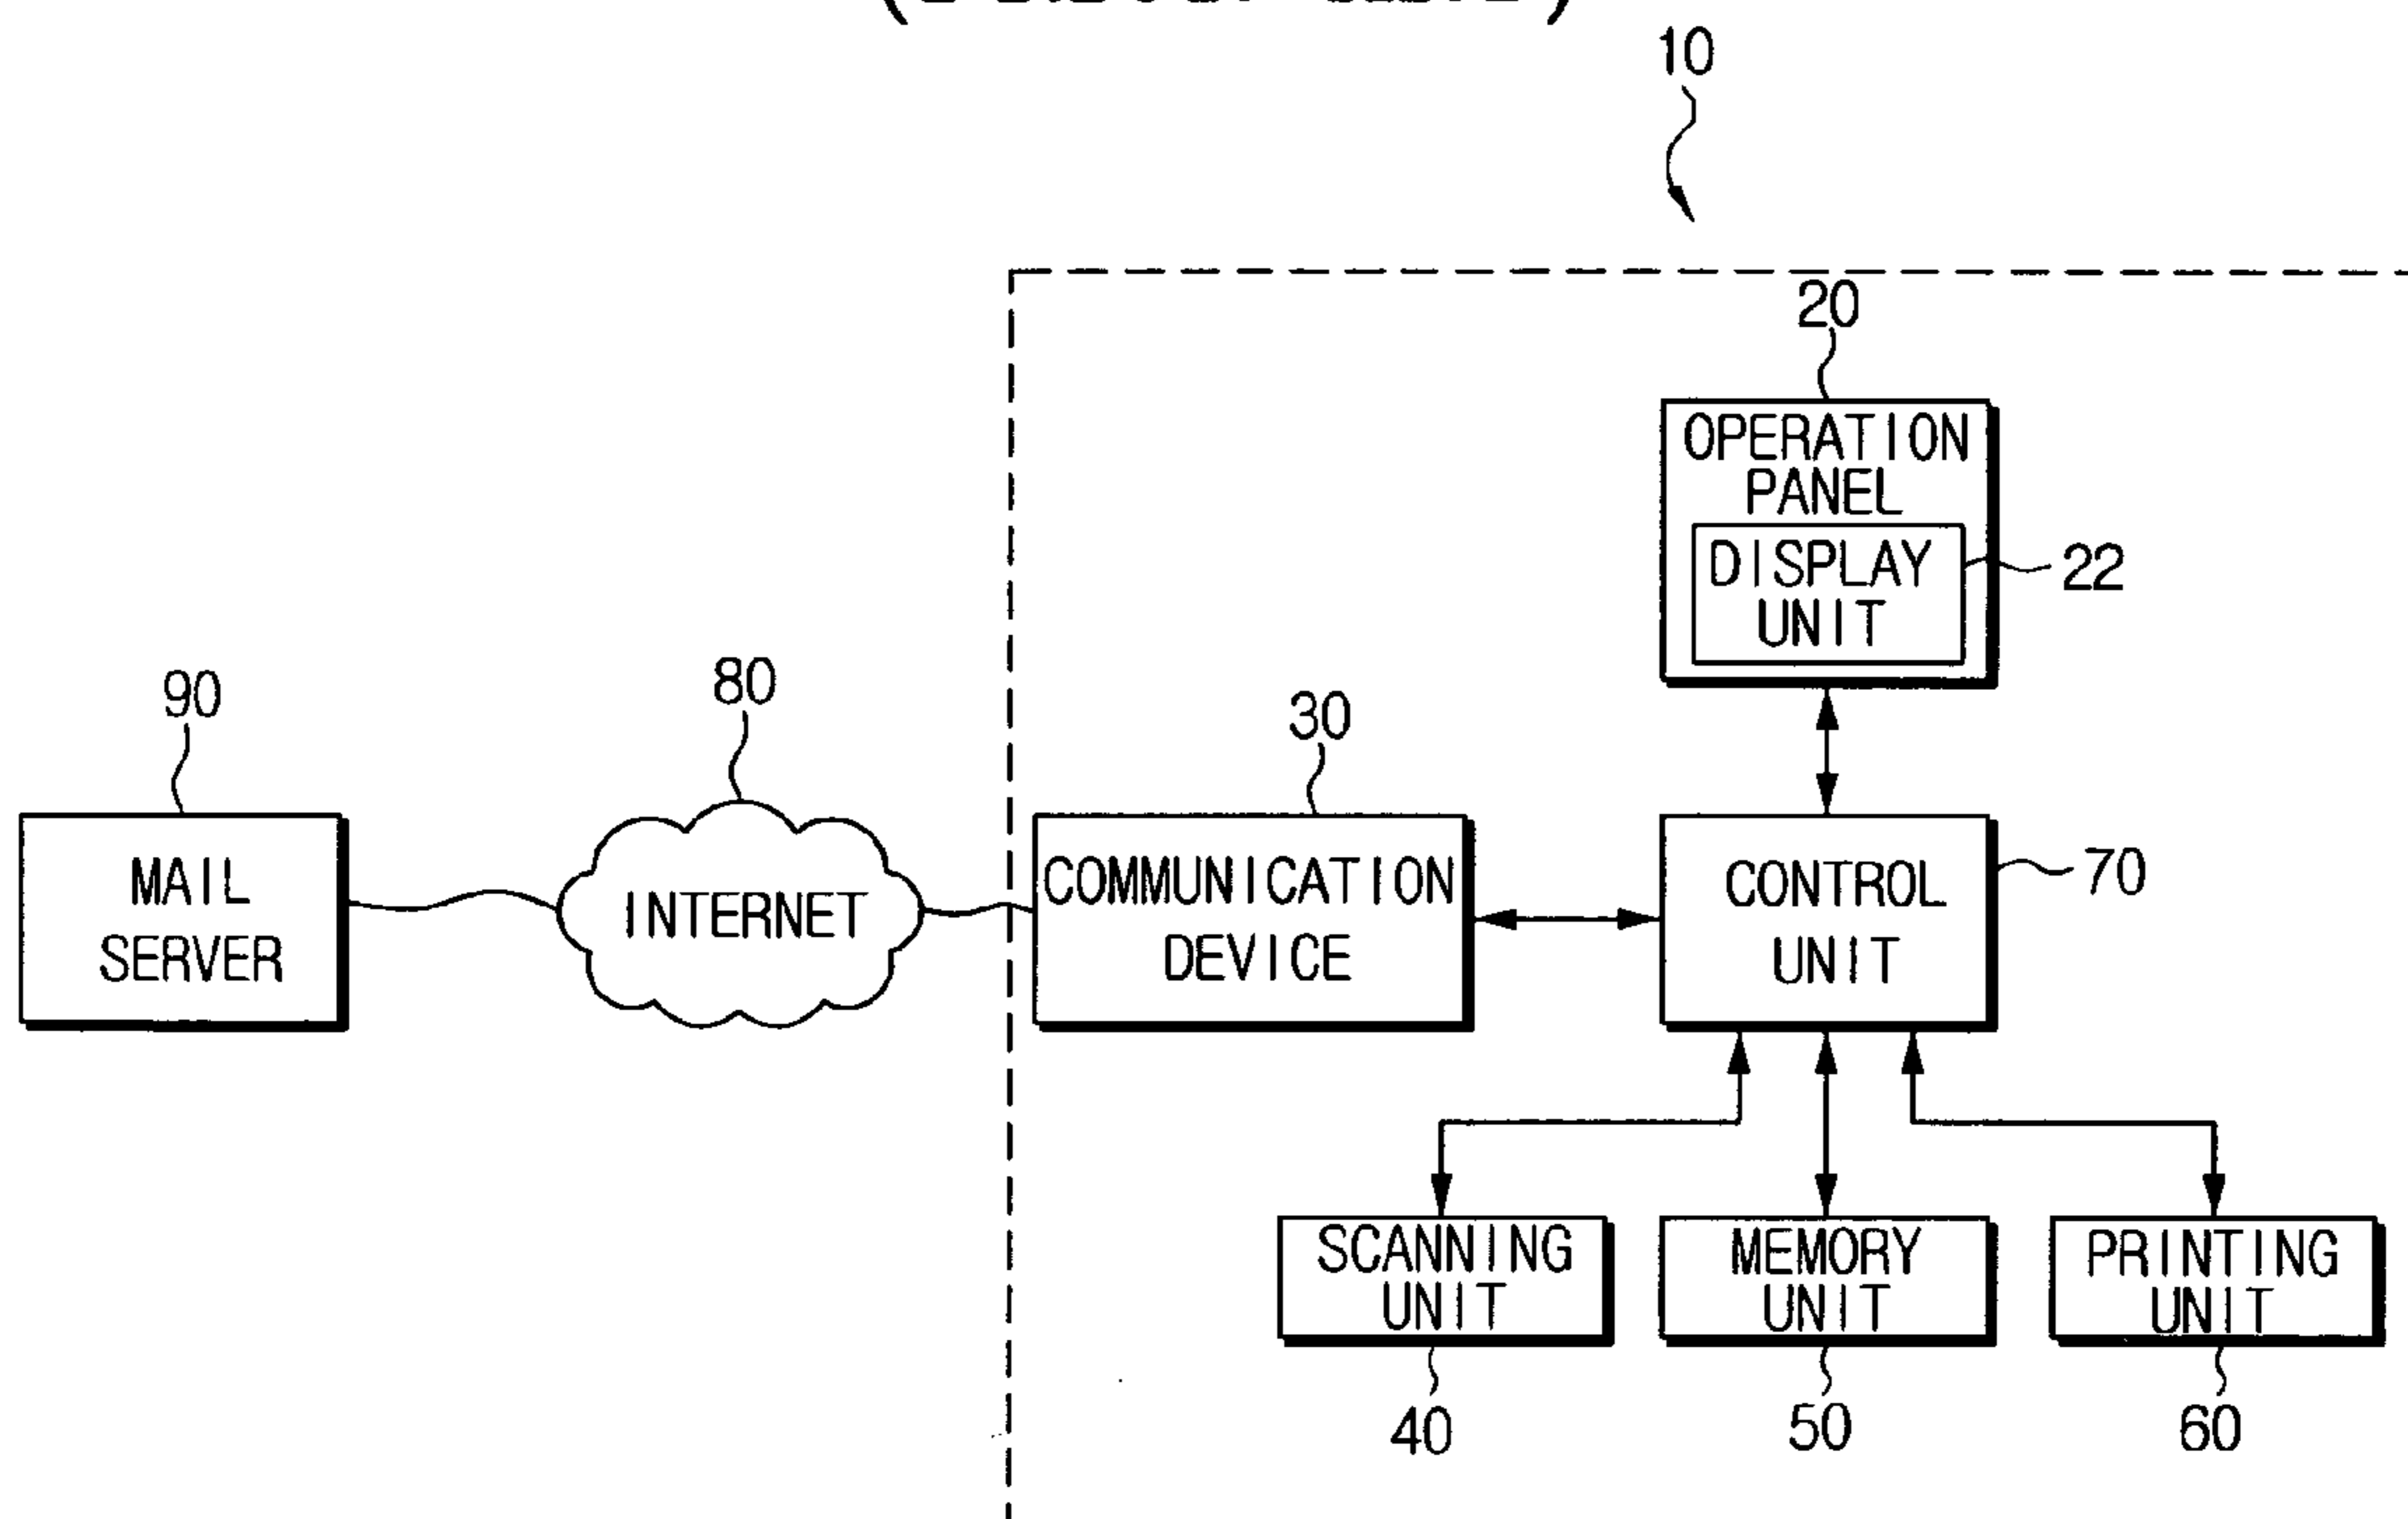 10
20
OPERATION
PANEL
DISPLAY
UNIT
22
90
80
30
MAIL
SERVER
INTERNET
COMMUNICATION
DEVICE
CONTROL
UNIT
70
SCANNING
UNIT
MEMORY
UNIT
PRINTING
UNIT
40
50
60